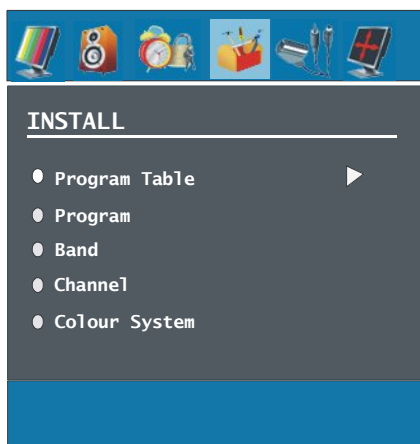 INSTALL
Program Table
Program
Band
Channel
Colour System